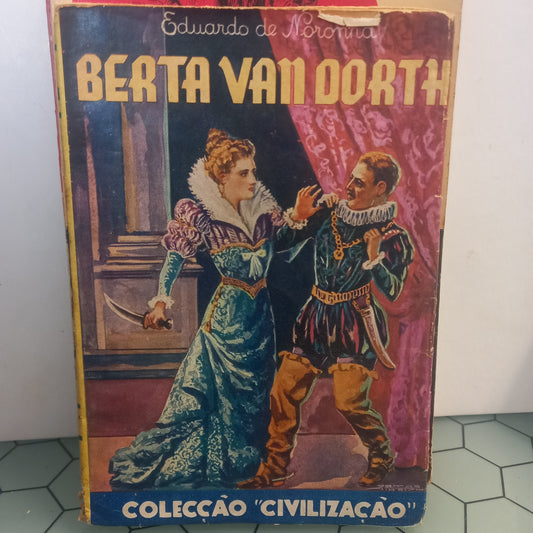 Eduardo de Noronha
BERTA VAN DORTH
COLECÇÃO "CIVILIZAÇÃO"